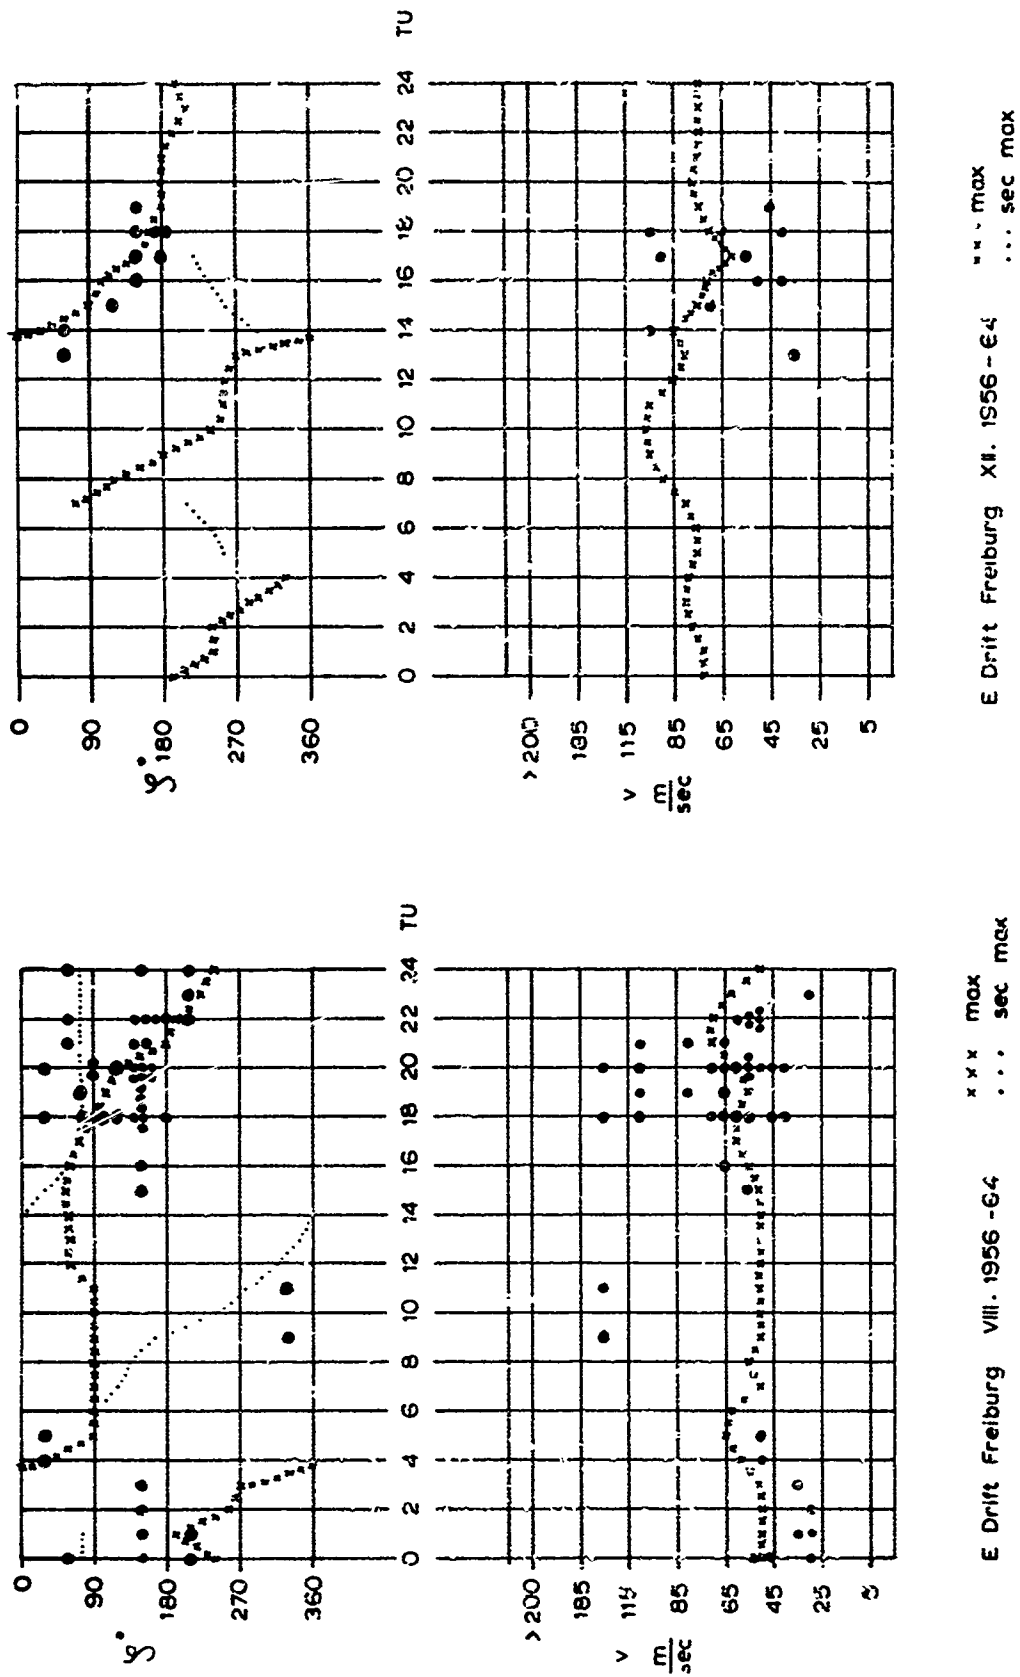 0
90
φ° 180
270
360
0 2 4 6 8 10 12 14 16 18 20 22 24 TU
> 200
185
115
v m/sec 85
65
45
25
5
E Drift Freiburg VIII. 1956-64
x x x max
... sec max
0
90
φ° 180
270
360
0 2 4 6 8 10 12 14 16 18 20 22 24 TU
> 200
185
115
v m/sec 85
65
45
25
5
E Drift Freiburg XII. 1956-64
x x x max
... sec max